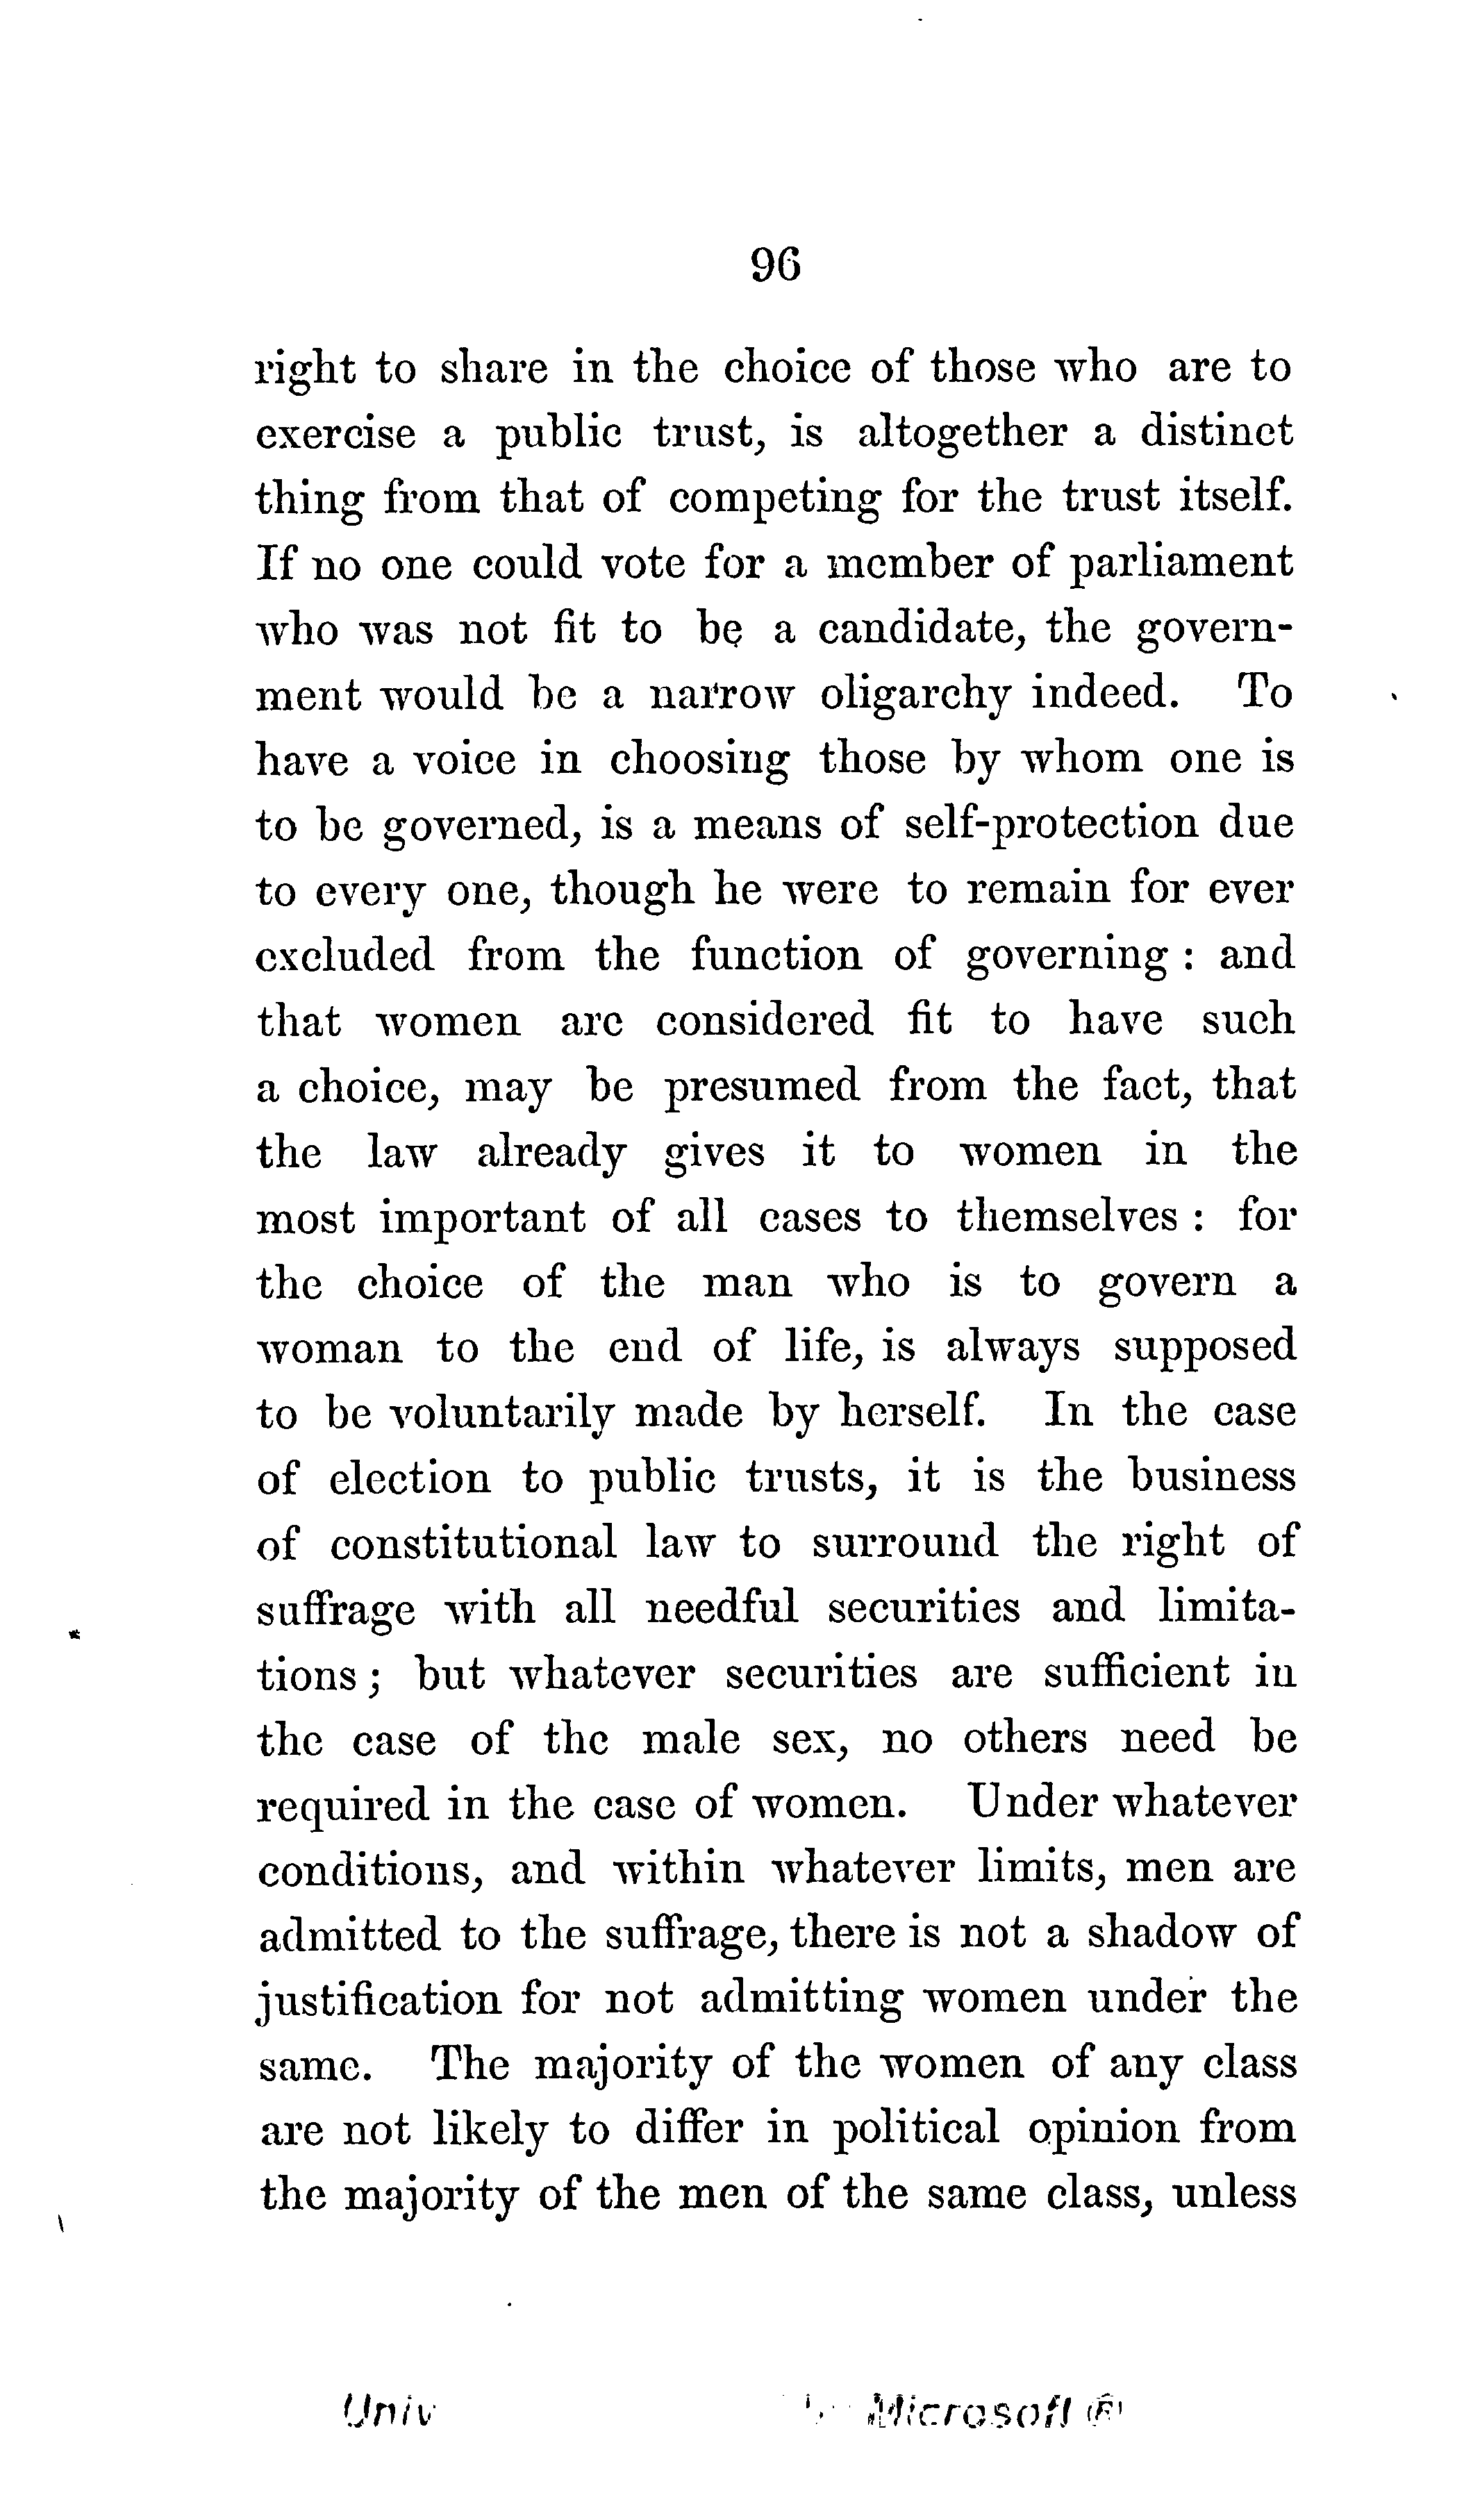 96
right to share in the choice of those who are to
exercise a public trust, is altogether a distinct
thing from that of competing for the trust itself.
If no one could vote for a member of parliament
who was not fit to be a candidate, the govern-
ment would be a narrow oligarchy indeed. To
have a voice in choosing those by whom one is
to be governed, is a means of self-protection due
to every one, though he were to remain for ever
excluded from the function of governing : and
that women are considered fit to have such
a choice, may be presumed from the fact, that
the law already gives it to women in the
most important of all cases to themselves : for
the choice of the man who is to govern a
woman to the end of life, is always supposed
to be voluntarily made by herself. In the case
of election to public trusts, it is the business
of constitutional law to surround the right of
suffrage with all needful securities and limita-
tions ; but whatever securities are sufficient in
the case of the male sex, no others need be
required in the case of women. Under whatever
conditions, and within whatever limits, men are
admitted to the suffrage, there is not a shadow of
justification for not admitting women under the
same. The majority of the women of any class
are not likely to differ in political opinion from
the majority of the men of the same class, unless
Univ Microsoft ®